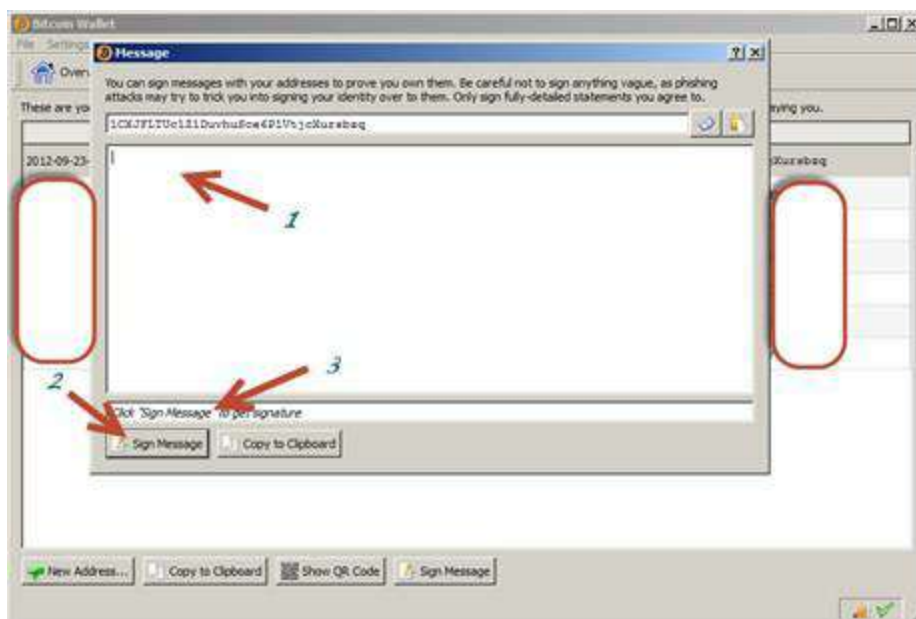 Bitcoin Wallet
File Settings
Message
Over
You can sign messages with your addresses to prove you own them. Be careful not to sign anything vague, as phishing
attacks may try to trick you into signing your identity over to them. Only sign fully-detailed statements you agree to.
These are yo
aying you.
2012-09-23-
1
2
3
Click "Sign Message" to get signature
Sign Message
Copy to Clipboard
New Address...
Copy to Clipboard
Show QR Code
Sign Message